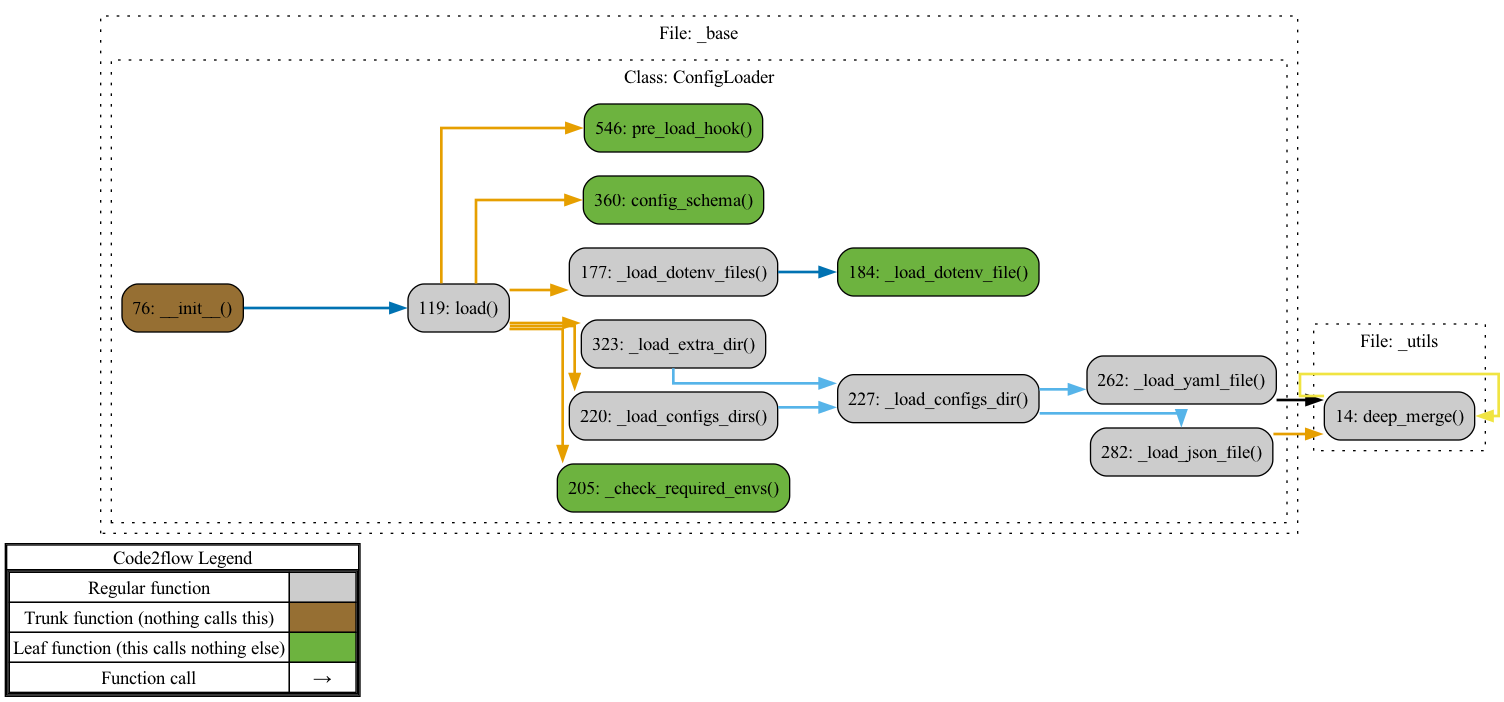 File: _base
Class: ConfigLoader
546: pre_load_hook()
360: config_schema()
177: _load_dotenv_files()
184: _load_dotenv_file()
76: __init__()
119: load()
323: _load_extra_dir()
File: _utils
262: _load_yaml_file()
227: _load_configs_dir()
220: _load_configs_dirs()
14: deep_merge()
282: _load_json_file()
205: _check_required_envs()
Code2flow Legend
Regular function
Trunk function (nothing calls this)
Leaf function (this calls nothing else)
Function call →